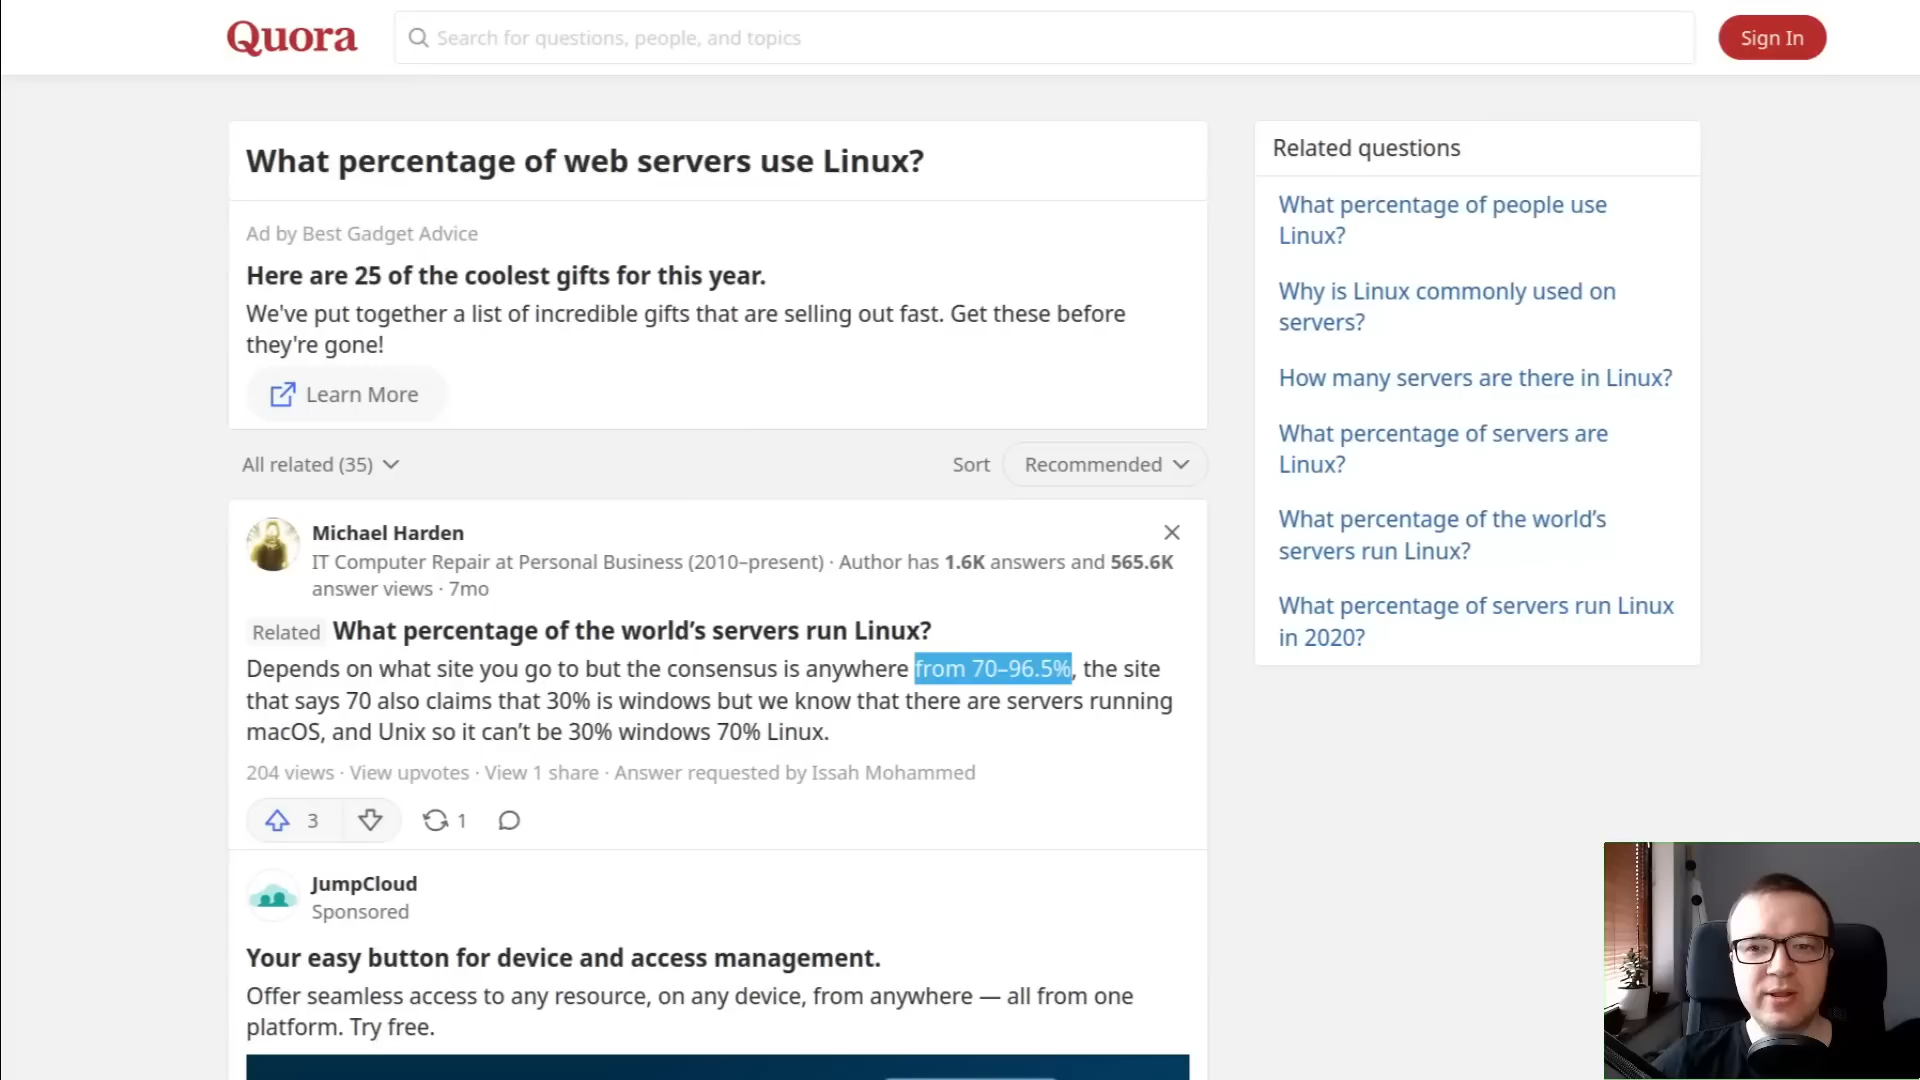 Quora
Search for questions, people, and topics
Sign In
What percentage of web servers use Linux?
Ad by Best Gadget Advice
Here are 25 of the coolest gifts for this year.
We've put together a list of incredible gifts that are selling out fast. Get these before
they're gone!
Learn More
All related (35)
Sort
Recommended
Michael Harden
IT Computer Repair at Personal Business (2010–present) · Author has 1.6K answers and 565.6K
answer views · 7mo
Related What percentage of the world’s servers run Linux?
Depends on what site you go to but the consensus is anywhere from 70–96.5%, the site
that says 70 also claims that 30% is windows but we know that there are servers running
macOS, and Unix so it can’t be 30% windows 70% Linux.
204 views · View upvotes · View 1 share · Answer requested by Issah Mohammed
3
1
JumpCloud
Sponsored
Your easy button for device and access management.
Offer seamless access to any resource, on any device, from anywhere — all from one
platform. Try free.
Related questions
What percentage of people use
Linux?
Why is Linux commonly used on
servers?
How many servers are there in Linux?
What percentage of servers are
Linux?
What percentage of the world’s
servers run Linux?
What percentage of servers run Linux
in 2020?